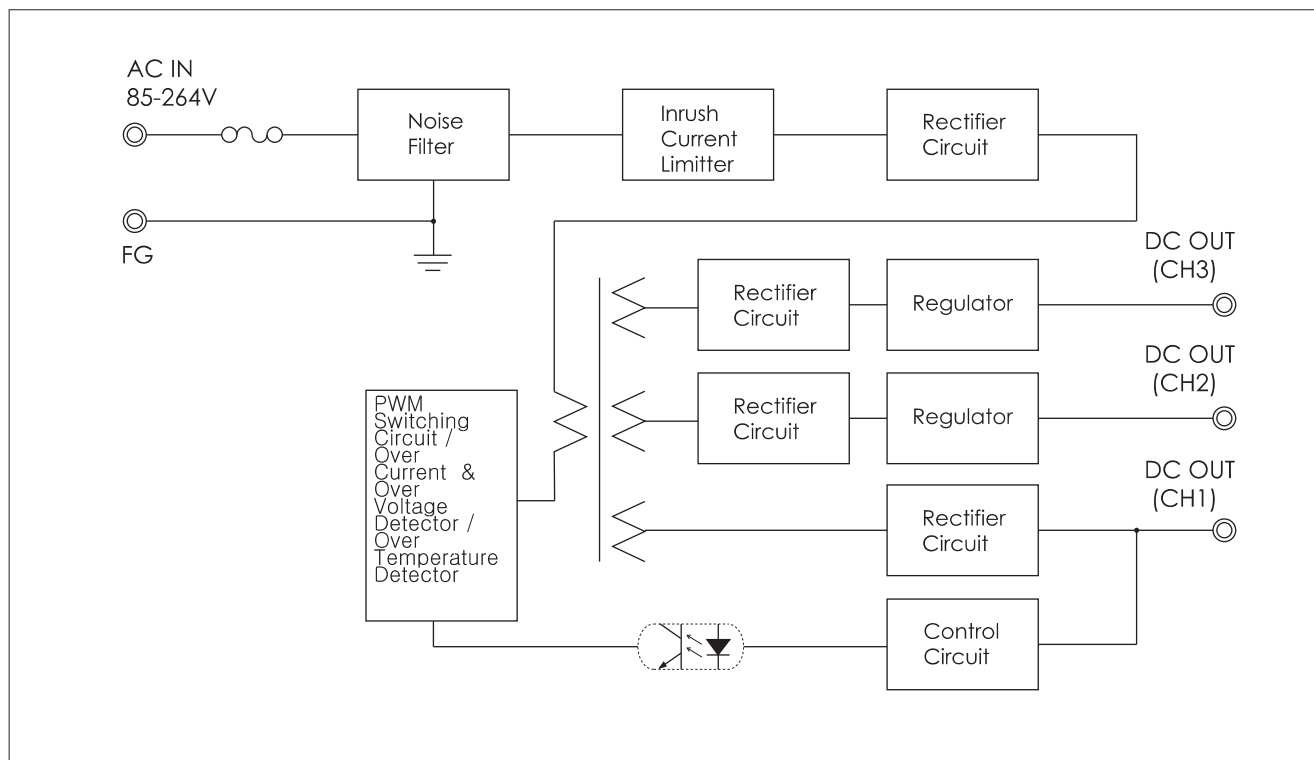 AC IN
85-264V
Noise
Filter
Inrush
Current
Limitter
Rectifier
Circuit
FG
DC OUT
(CH3)
Rectifier
Circuit
Regulator
DC OUT
(CH2)
Rectifier
Circuit
Regulator
PWM
Switching
Circuit /
Over
Current &
Over
Voltage
Detector /
Over
Temperature
Detector
DC OUT
(CH1)
Rectifier
Circuit
Control
Circuit